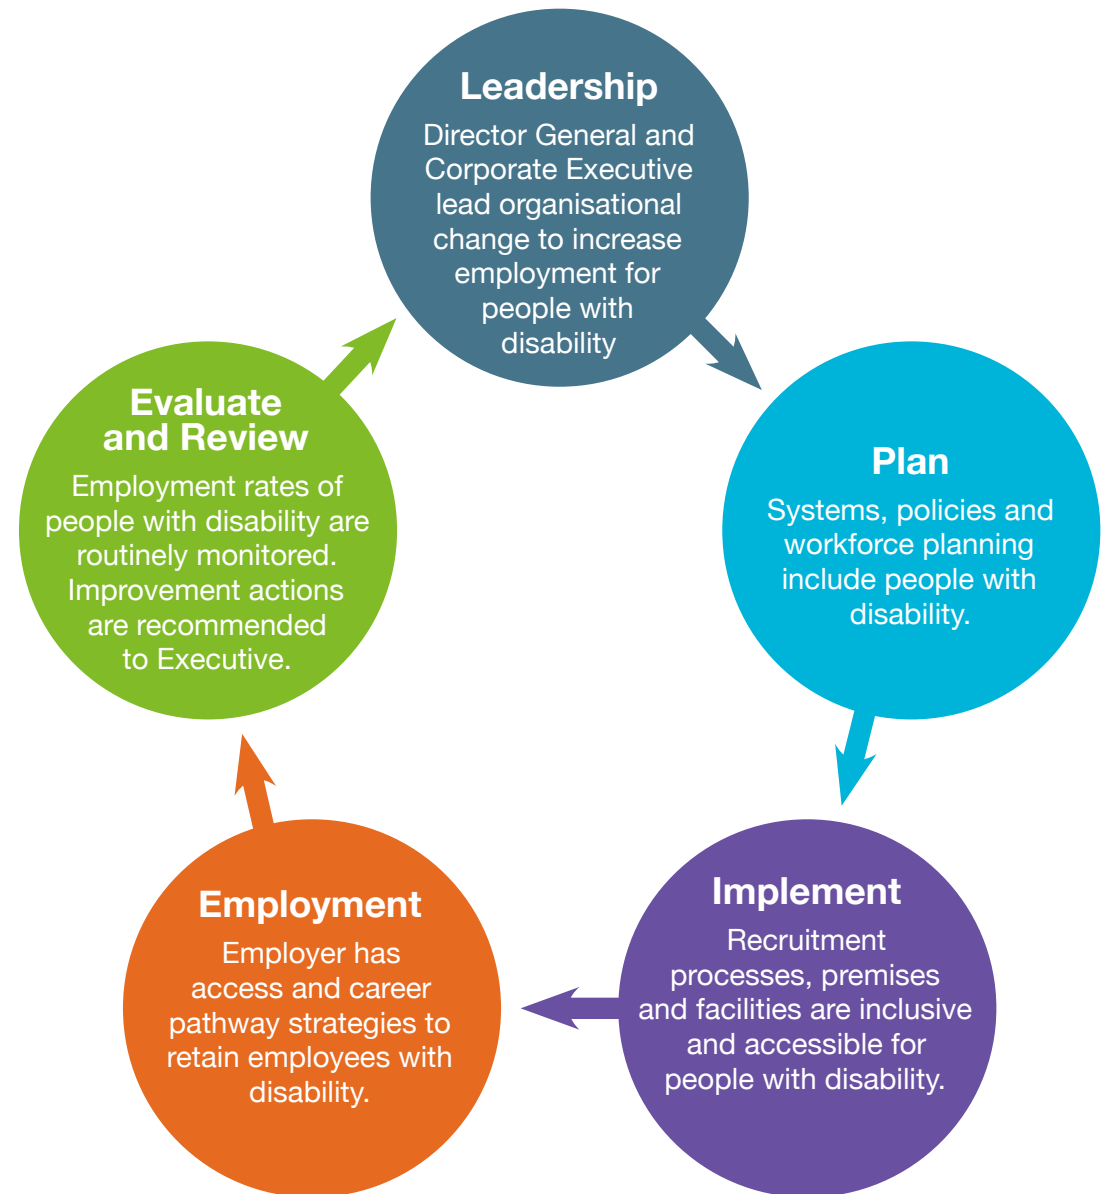 Leadership
Director General and
Corporate Executive
lead organisational
change to increase
employment for
people with
disability
Plan
Systems, policies and
workforce planning
include people with
disability.
Implement
Recruitment
processes, premises
and facilities are inclusive
and accessible for
people with disability.
Employment
Employer has
access and career
pathway strategies to
retain employees with
disability.
Evaluate
and Review
Employment rates of
people with disability are
routinely monitored.
Improvement actions
are recommended
to Executive.